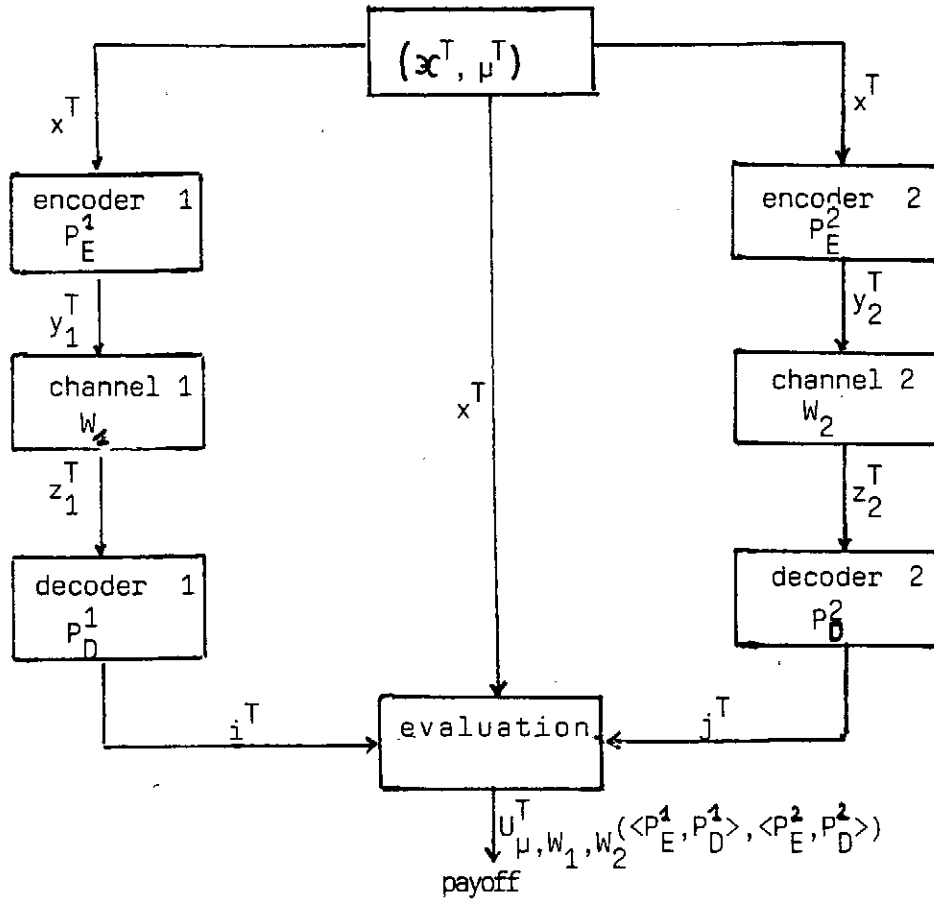 (𝔵^T, μ^T)
x^T
x^T
encoder 1
P_E^1
encoder 2
P_E^2
y_1^T
y_2^T
channel 1
W_1
x^T
channel 2
W_2
z_1^T
z_2^T
decoder 1
P_D^1
decoder 2
P_D^2
i^T
evaluation
j^T
U^T_{μ,W_1,W_2}(<P_E^1,P_D^1>,<P_E^2,P_D^2>)
payoff